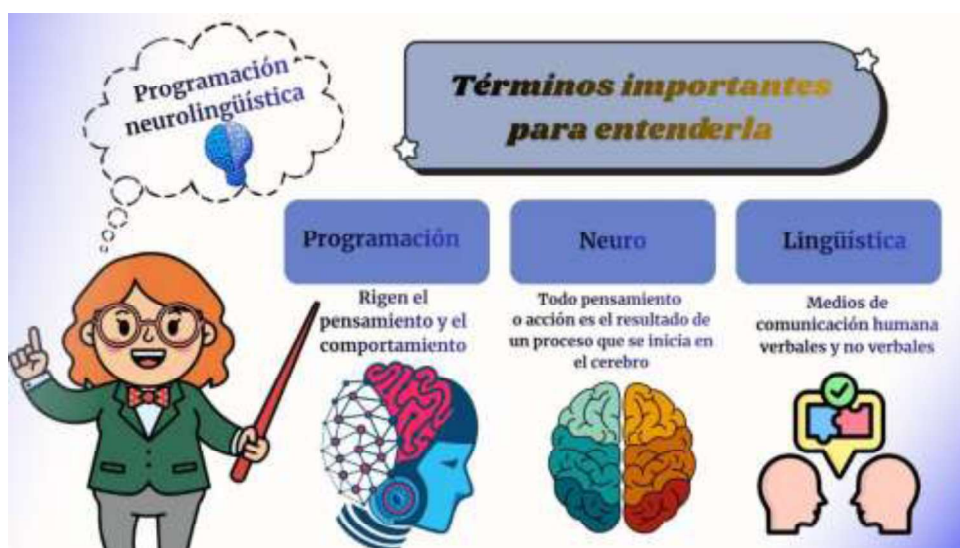 Programación
neurolingüística
Términos importantes
para entenderla
Programación
Rigen el
pensamiento y el
comportamiento
Neuro
Todo pensamiento
o acción es el resultado de
un proceso que se inicia en
el cerebro
Lingüística
Medios de
comunicación humana
verbales y no verbales